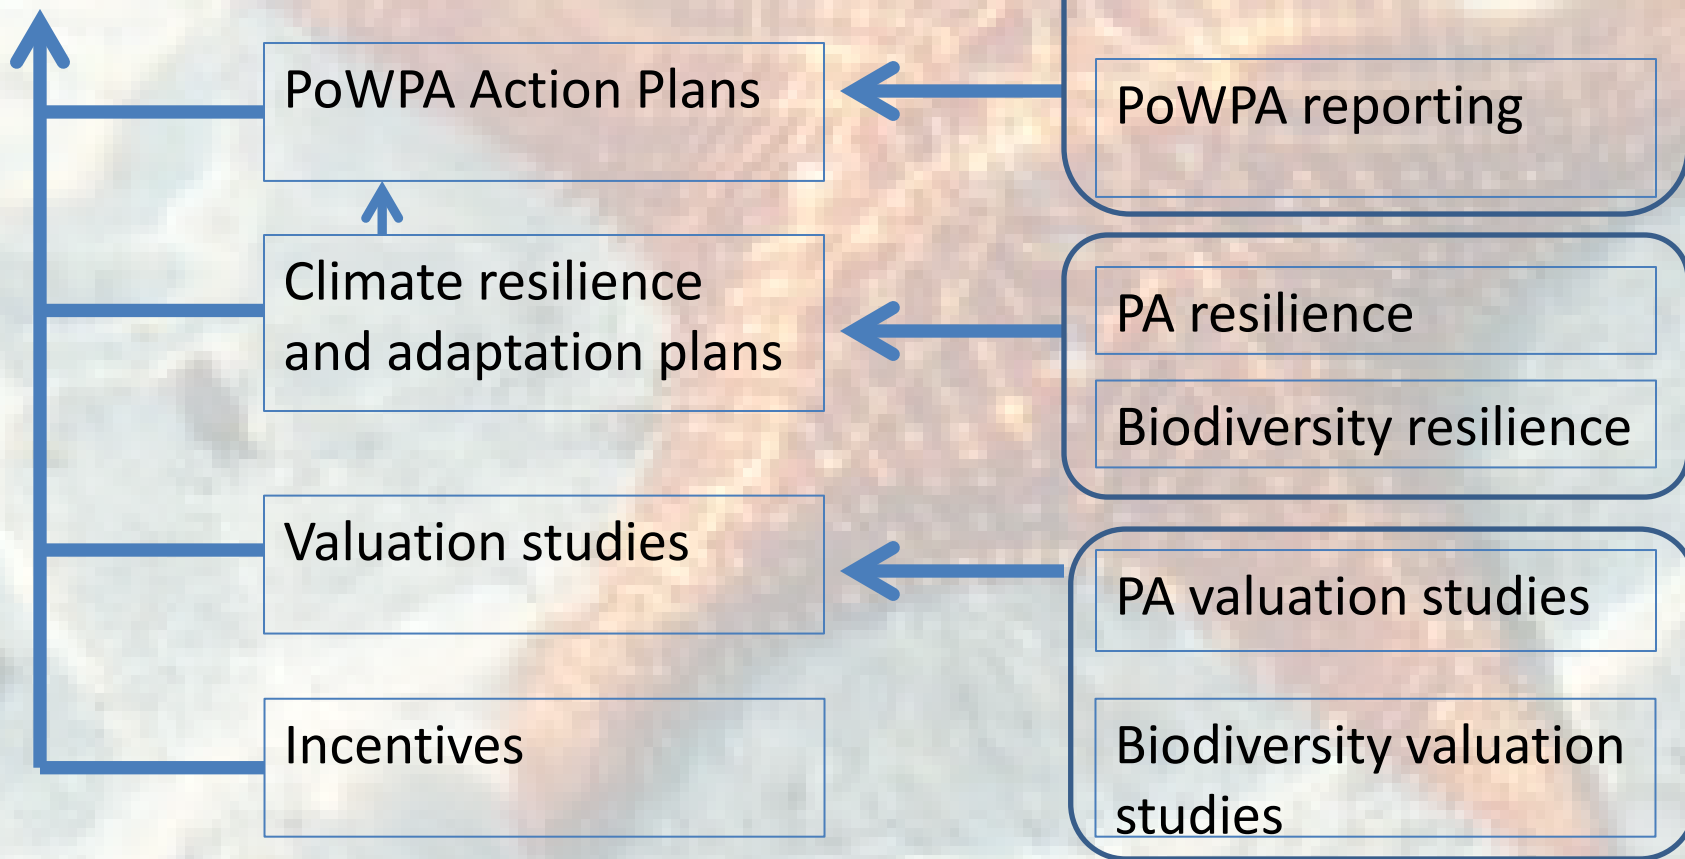 PoWPA Action Plans
PoWPA reporting
Climate resilience
and adaptation plans
PA resilience
Biodiversity resilience
Valuation studies
PA valuation studies
Incentives
Biodiversity valuation
studies